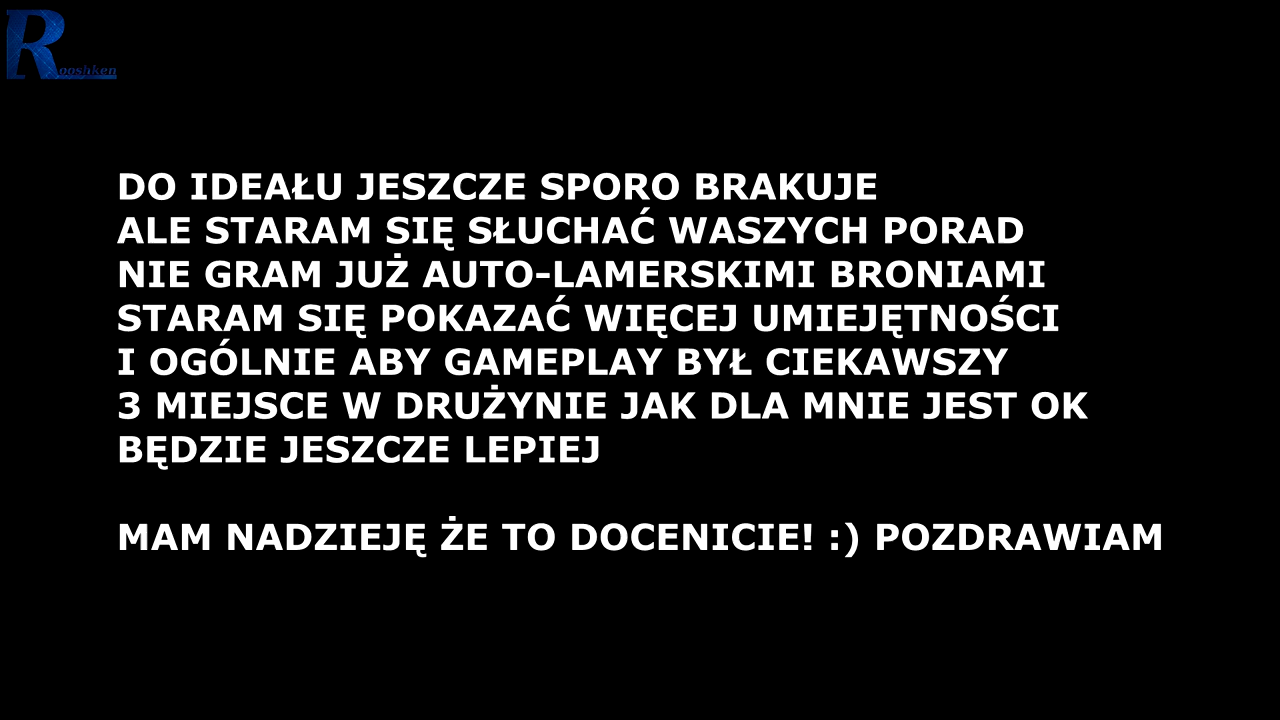 Rooshken
DO IDEAŁU JESZCZE SPORO BRAKUJE
ALE STARAM SIĘ SŁUCHAĆ WASZYCH PORAD
NIE GRAM JUŻ AUTO-LAMERSKIMI BRONIAMI
STARAM SIĘ POKAZAĆ WIĘCEJ UMIEJĘTNOŚCI
I OGÓLNIE ABY GAMEPLAY BYŁ CIEKAWSZY
3 MIEJSCE W DRUŻYNIE JAK DLA MNIE JEST OK
BĘDZIE JESZCZE LEPIEJ
MAM NADZIEJĘ ŻE TO DOCENICIE! :) POZDRAWIAM